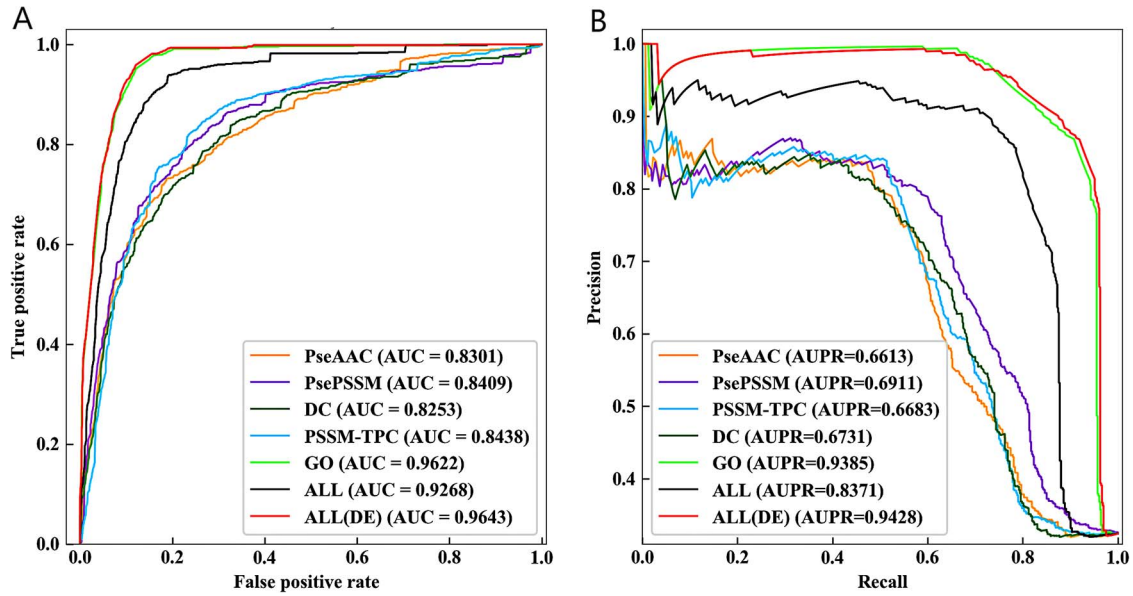 A
1.0
0.8
0.6
0.4
0.2
0.0
True positive rate
PseAAC (AUC = 0.8301)
PsePSSM (AUC = 0.8409)
DC (AUC = 0.8253)
PSSM-TPC (AUC = 0.8438)
GO (AUC = 0.9622)
ALL (AUC = 0.9268)
ALL(DE) (AUC = 0.9643)
0.0 0.2 0.4 0.6 0.8 1.0
False positive rate
B
1.0
0.9
0.8
0.7
0.6
0.5
0.4
Precision
PseAAC (AUPR=0.6613)
PsePSSM (AUPR=0.6911)
PSSM-TPC (AUPR=0.6683)
DC (AUPR=0.6731)
GO (AUPR=0.9385)
ALL (AUPR=0.8371)
ALL(DE) (AUPR=0.9428)
0.0 0.2 0.4 0.6 0.8 1.0
Recall